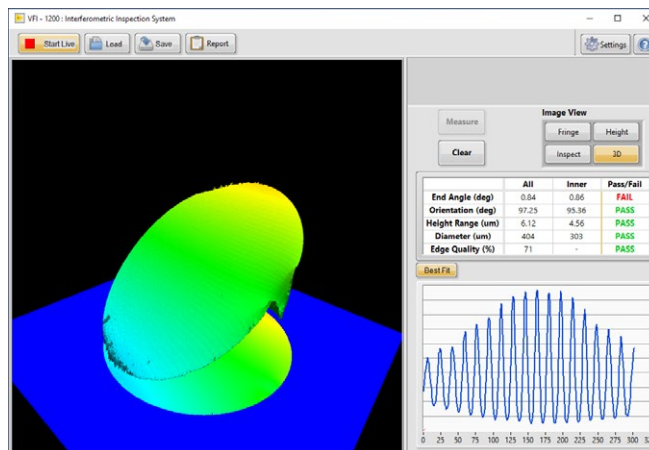 VFI - 1200 : Interferometric Inspection System
Start Live Load Save Report Settings
Image View
Measure Fringe Height
Clear Inspect 3D
All Inner Pass/Fail
End Angle (deg) 0.84 0.86 FAIL
Orientation (deg) 97.25 95.36 PASS
Height Range (um) 6.12 4.56 PASS
Diameter (um) 404 303 PASS
Edge Quality (%) 71 - PASS
Best Fit
0 25 50 75 100 125 150 175 200 225 250 275 300